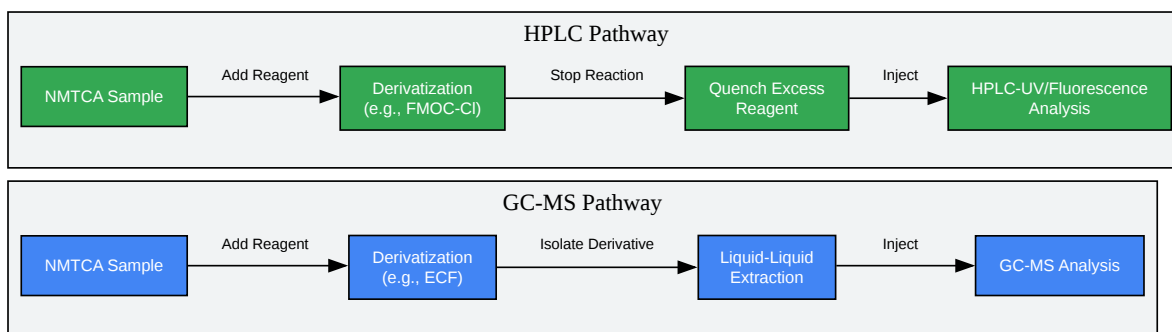 HPLC Pathway
NMTCA Sample
Add Reagent
Derivatization
(e.g., FMOC-Cl)
Stop Reaction
Quench Excess
Reagent
Inject
HPLC-UV/Fluorescence
Analysis
GC-MS Pathway
NMTCA Sample
Add Reagent
Derivatization
(e.g., ECF)
Isolate Derivative
Liquid-Liquid
Extraction
Inject
GC-MS Analysis